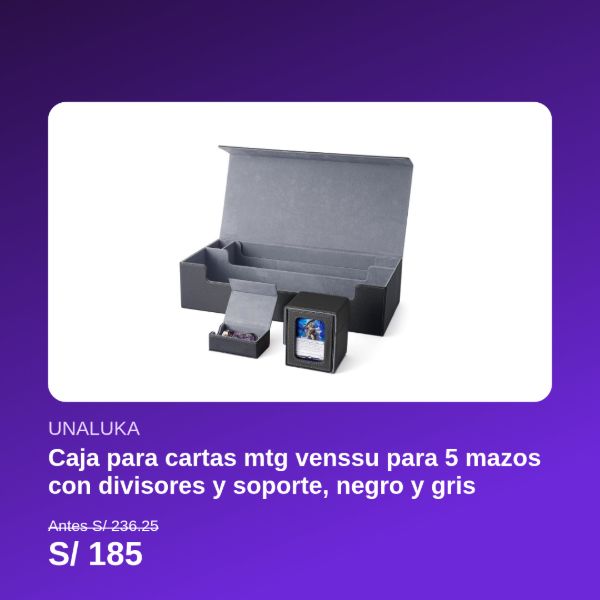 UNALUKA
Caja para cartas mtg venssu para 5 mazos
con divisores y soporte, negro y gris
Antes S/ 236.25
S/ 185